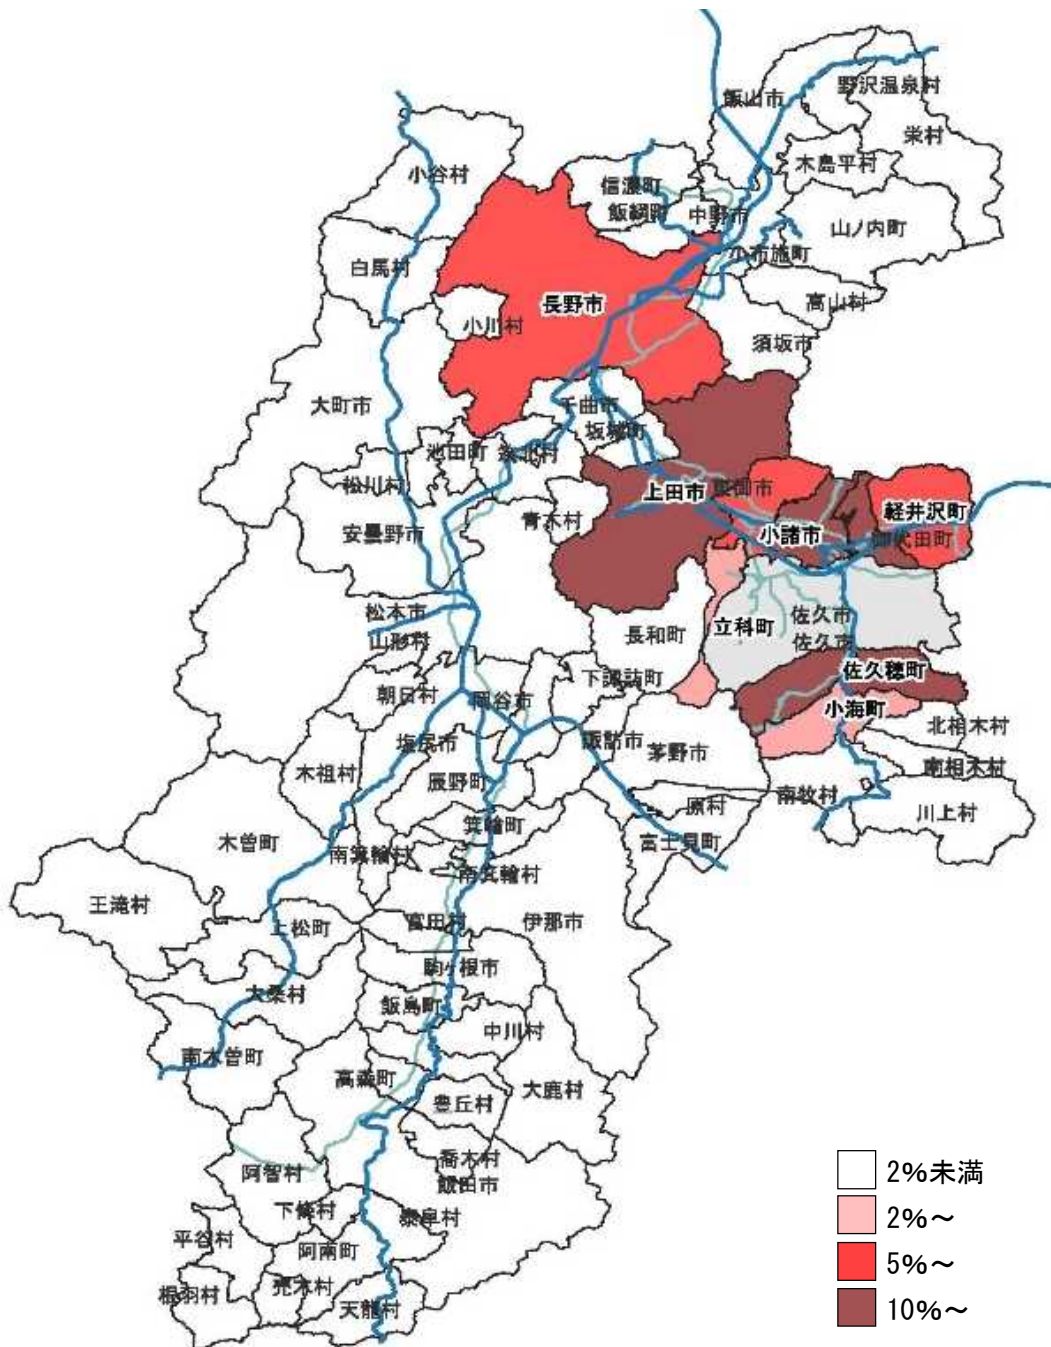 野沢温泉村
飯山市
栄村
木島平村
小谷村
信濃町
飯綱町
中野市
山ノ内町
小布施町
白馬村
高山村
長野市
小川村
須坂市
大町市
千曲市
坂城町
池田町
筑北村
松川村
上田市
東御市
青木村
軽井沢町
安曇野市
小諸市
御代田町
松本市
佐久市
立科町
長和町
山形村
佐久市
佐久穂町
下諏訪町
朝日村
岡谷市
小海町
北相木村
塩尻市
諏訪市
茅野市
南相木村
木祖村
辰野町
南牧村
原村
川上村
箕輪町
木曽町
南箕輪村
富士見町
南箕輪村
王滝村
上松町
宮田村
伊那市
駒ヶ根市
大桑村
飯島町
中川村
南木曽町
高森町
大鹿村
豊丘村
喬木村
阿智村
飯田市
下條村
泰阜村
平谷村
阿南町
売木村
根羽村
天龍村
2%未満
2%～
5%～
10%～